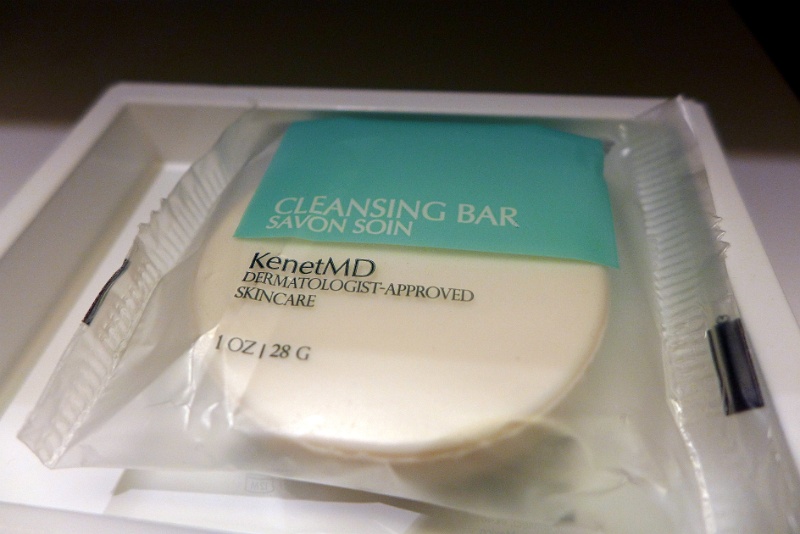 CLEANSING BAR
SAVON SOIN
KenetMD
DERMATOLOGIST-APPROVED
SKINCARE
1 OZ | 28 G